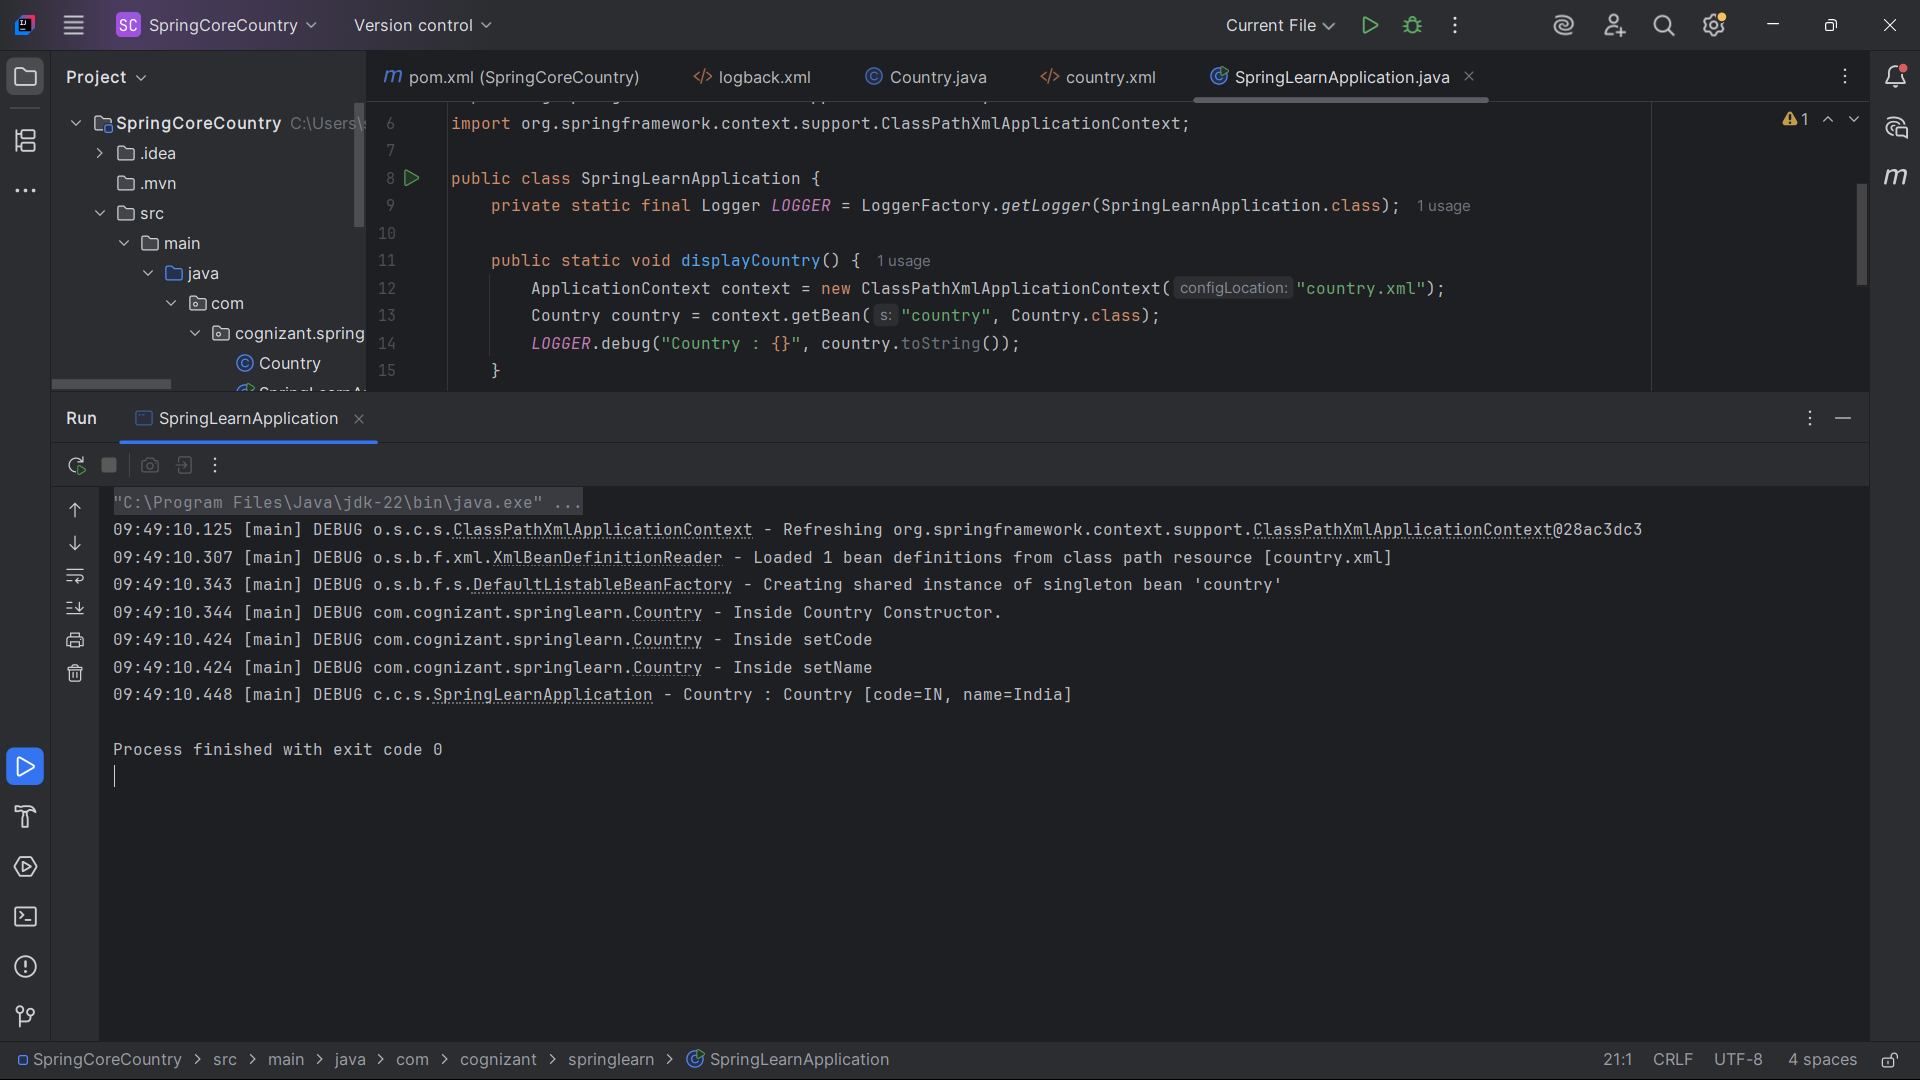 SC SpringCoreCountry Version control Current File
Project
pom.xml (SpringCoreCountry) logback.xml Country.java country.xml SpringLearnApplication.java
SpringCoreCountry C:\Users\s
.idea
.mvn
src
main
java
com
cognizant.spring
Country
6 import org.springframework.context.support.ClassPathXmlApplicationContext;
7
8 public class SpringLearnApplication {
9 private static final Logger LOGGER = LoggerFactory.getLogger(SpringLearnApplication.class); 1 usage
10
11 public static void displayCountry() { 1 usage
12 ApplicationContext context = new ClassPathXmlApplicationContext( configLocation: "country.xml");
13 Country country = context.getBean( s: "country", Country.class);
14 LOGGER.debug("Country : {}", country.toString());
15 }
1
Run SpringLearnApplication
"C:\Program Files\Java\jdk-22\bin\java.exe" ...
09:49:10.125 [main] DEBUG o.s.c.s.ClassPathXmlApplicationContext - Refreshing org.springframework.context.support.ClassPathXmlApplicationContext@28ac3dc3
09:49:10.307 [main] DEBUG o.s.b.f.xml.XmlBeanDefinitionReader - Loaded 1 bean definitions from class path resource [country.xml]
09:49:10.343 [main] DEBUG o.s.b.f.s.DefaultListableBeanFactory - Creating shared instance of singleton bean 'country'
09:49:10.344 [main] DEBUG com.cognizant.springlearn.Country - Inside Country Constructor.
09:49:10.424 [main] DEBUG com.cognizant.springlearn.Country - Inside setCode
09:49:10.424 [main] DEBUG com.cognizant.springlearn.Country - Inside setName
09:49:10.448 [main] DEBUG c.c.s.SpringLearnApplication - Country : Country [code=IN, name=India]
Process finished with exit code 0
SpringCoreCountry > src > main > java > com > cognizant > springlearn > SpringLearnApplication 21:1 CRLF UTF-8 4 spaces